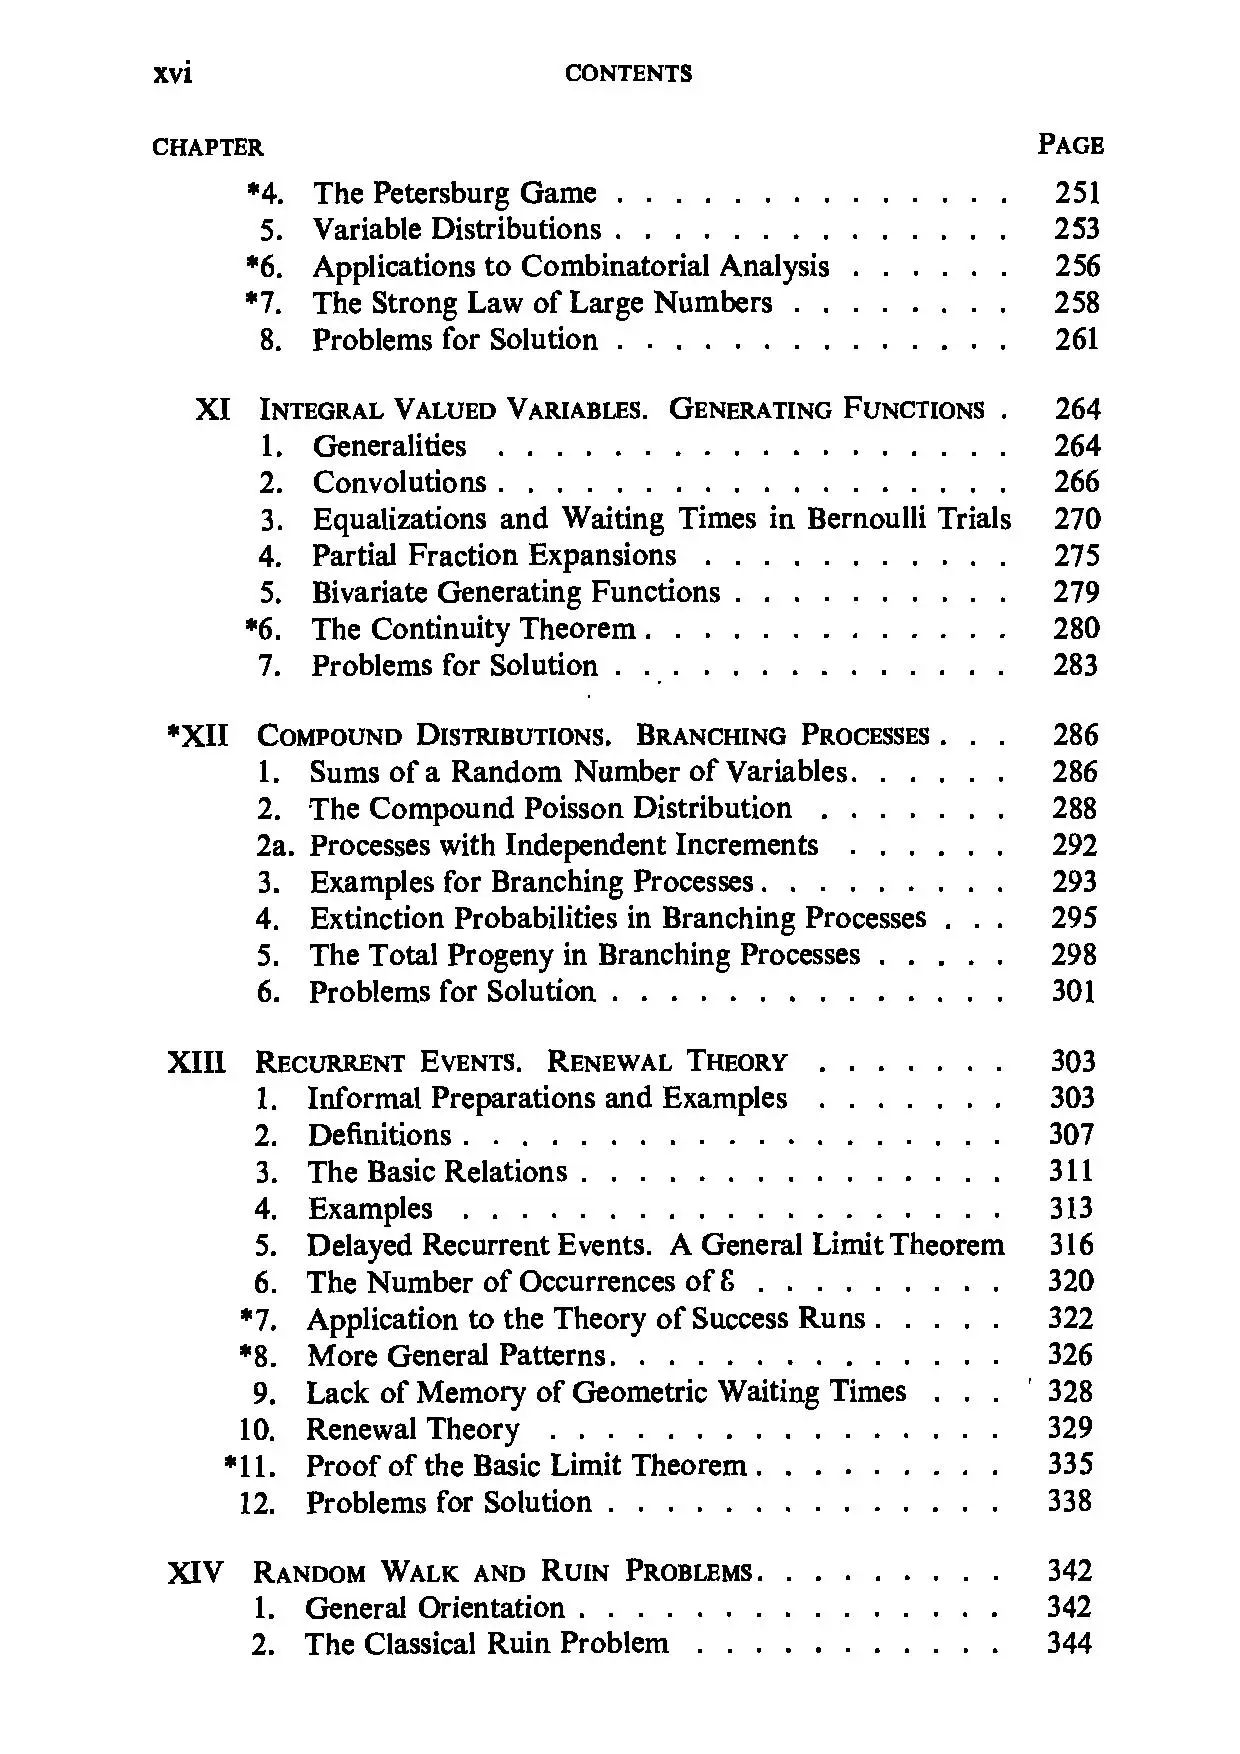 xvi CONTENTS
CHAPTER PAGE
*4. The Petersburg Game . . . . . . . . . . . . . . 251
5. Variable Distributions . . . . . . . . . . . . . . 253
*6. Applications to Combinatorial Analysis . . . . . . 256
*7. The Strong Law of Large Numbers . . . . . . . . 258
8. Problems for Solution . . . . . . . . . . . . . . 261
XI INTEGRAL VALUED VARIABLES. GENERATING FUNCTIONS . 264
1. Generalities . . . . . . . . . . . . . . . . . . 264
2. Convolutions . . . . . . . . . . . . . . . . . . 266
3. Equalizations and Waiting Times in Bernoulli Trials 270
4. Partial Fraction Expansions . . . . . . . . . . . 275
5. Bivariate Generating Functions . . . . . . . . . . 279
*6. The Continuity Theorem . . . . . . . . . . . . . 280
7. Problems for Solution . . . . . . . . . . . . . . 283
*XII COMPOUND DISTRIBUTIONS. BRANCHING PROCESSES . . . 286
1. Sums of a Random Number of Variables . . . . . . 286
2. The Compound Poisson Distribution . . . . . . . 288
2a. Processes with Independent Increments . . . . . . 292
3. Examples for Branching Processes . . . . . . . . . 293
4. Extinction Probabilities in Branching Processes . . . 295
5. The Total Progeny in Branching Processes . . . . . 298
6. Problems for Solution . . . . . . . . . . . . . . 301
XIII RECURRENT EVENTS. RENEWAL THEORY . . . . . . . 303
1. Informal Preparations and Examples . . . . . . . 303
2. Definitions . . . . . . . . . . . . . . . . . . . 307
3. The Basic Relations . . . . . . . . . . . . . . . 311
4. Examples . . . . . . . . . . . . . . . . . . . 313
5. Delayed Recurrent Events. A General Limit Theorem 316
6. The Number of Occurrences of ℰ . . . . . . . . . 320
*7. Application to the Theory of Success Runs . . . . . 322
*8. More General Patterns . . . . . . . . . . . . . . 326
9. Lack of Memory of Geometric Waiting Times . . . 328
10. Renewal Theory . . . . . . . . . . . . . . . . 329
*11. Proof of the Basic Limit Theorem . . . . . . . . . 335
12. Problems for Solution . . . . . . . . . . . . . . 338
XIV RANDOM WALK AND RUIN PROBLEMS . . . . . . . . . 342
1. General Orientation . . . . . . . . . . . . . . . 342
2. The Classical Ruin Problem . . . . . . . . . . . 344